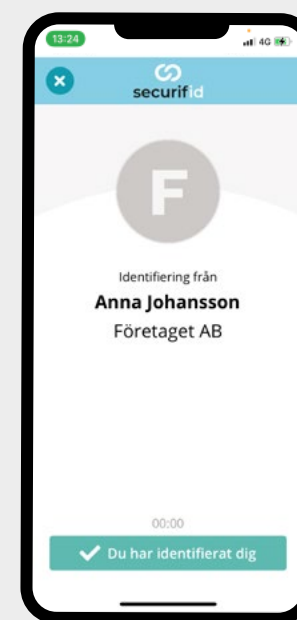 13:24
4G
securifid
F
Identifiering från
Anna Johansson
Företaget AB
00:00
Du har identifierat dig